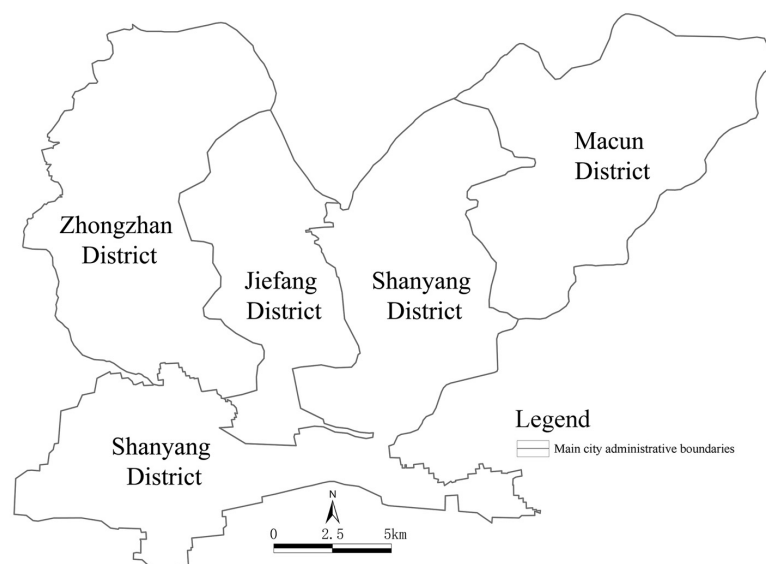 Macun
District
Zhongzhan
District
Jiefang
District
Shanyang
District
Shanyang
District
Legend
Main city administrative boundaries
N
0 2.5 5km